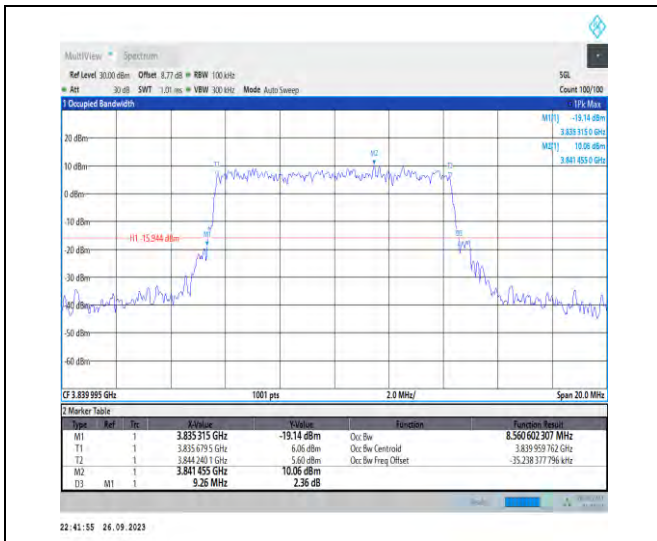 MultiView Spectrum
Ref Level 30.00 dBm Offset 8.77 dB RBW 100 kHz SGL
Att 30 dB SWT 1.01 ms VBW 300 kHz Mode Auto Sweep Count 100/100
1 Occupied Bandwidth 1Pk Max
M1[1] -19.14 dBm
3.835 315 0 GHz
M2[1] 10.06 dBm
3.841 455 0 GHz
20 dBm
M2
T1 T2
10 dBm
0 dBm
-10 dBm
H1 -15.944 dBm
M1
-20 dBm
-30 dBm
-40 dBm
-50 dBm
-60 dBm
CF 3.839 995 GHz 1001 pts 2.0 MHz/ Span 20.0 MHz
2 Marker Table
Type Ref Trc X-Value Y-Value Function Function Result
M1 1 3.835 315 GHz -19.14 dBm Occ Bw 8.560 602 307 MHz
T1 1 3.835 679 5 GHz 6.06 dBm Occ Bw Centroid 3.839 959 762 GHz
T2 1 3.844 240 1 GHz 5.60 dBm Occ Bw Freq Offset -35.238 377 796 kHz
M2 1 3.841 455 GHz 10.06 dBm
D3 M1 1 9.26 MHz 2.36 dB
22:41:55 26.09.2023